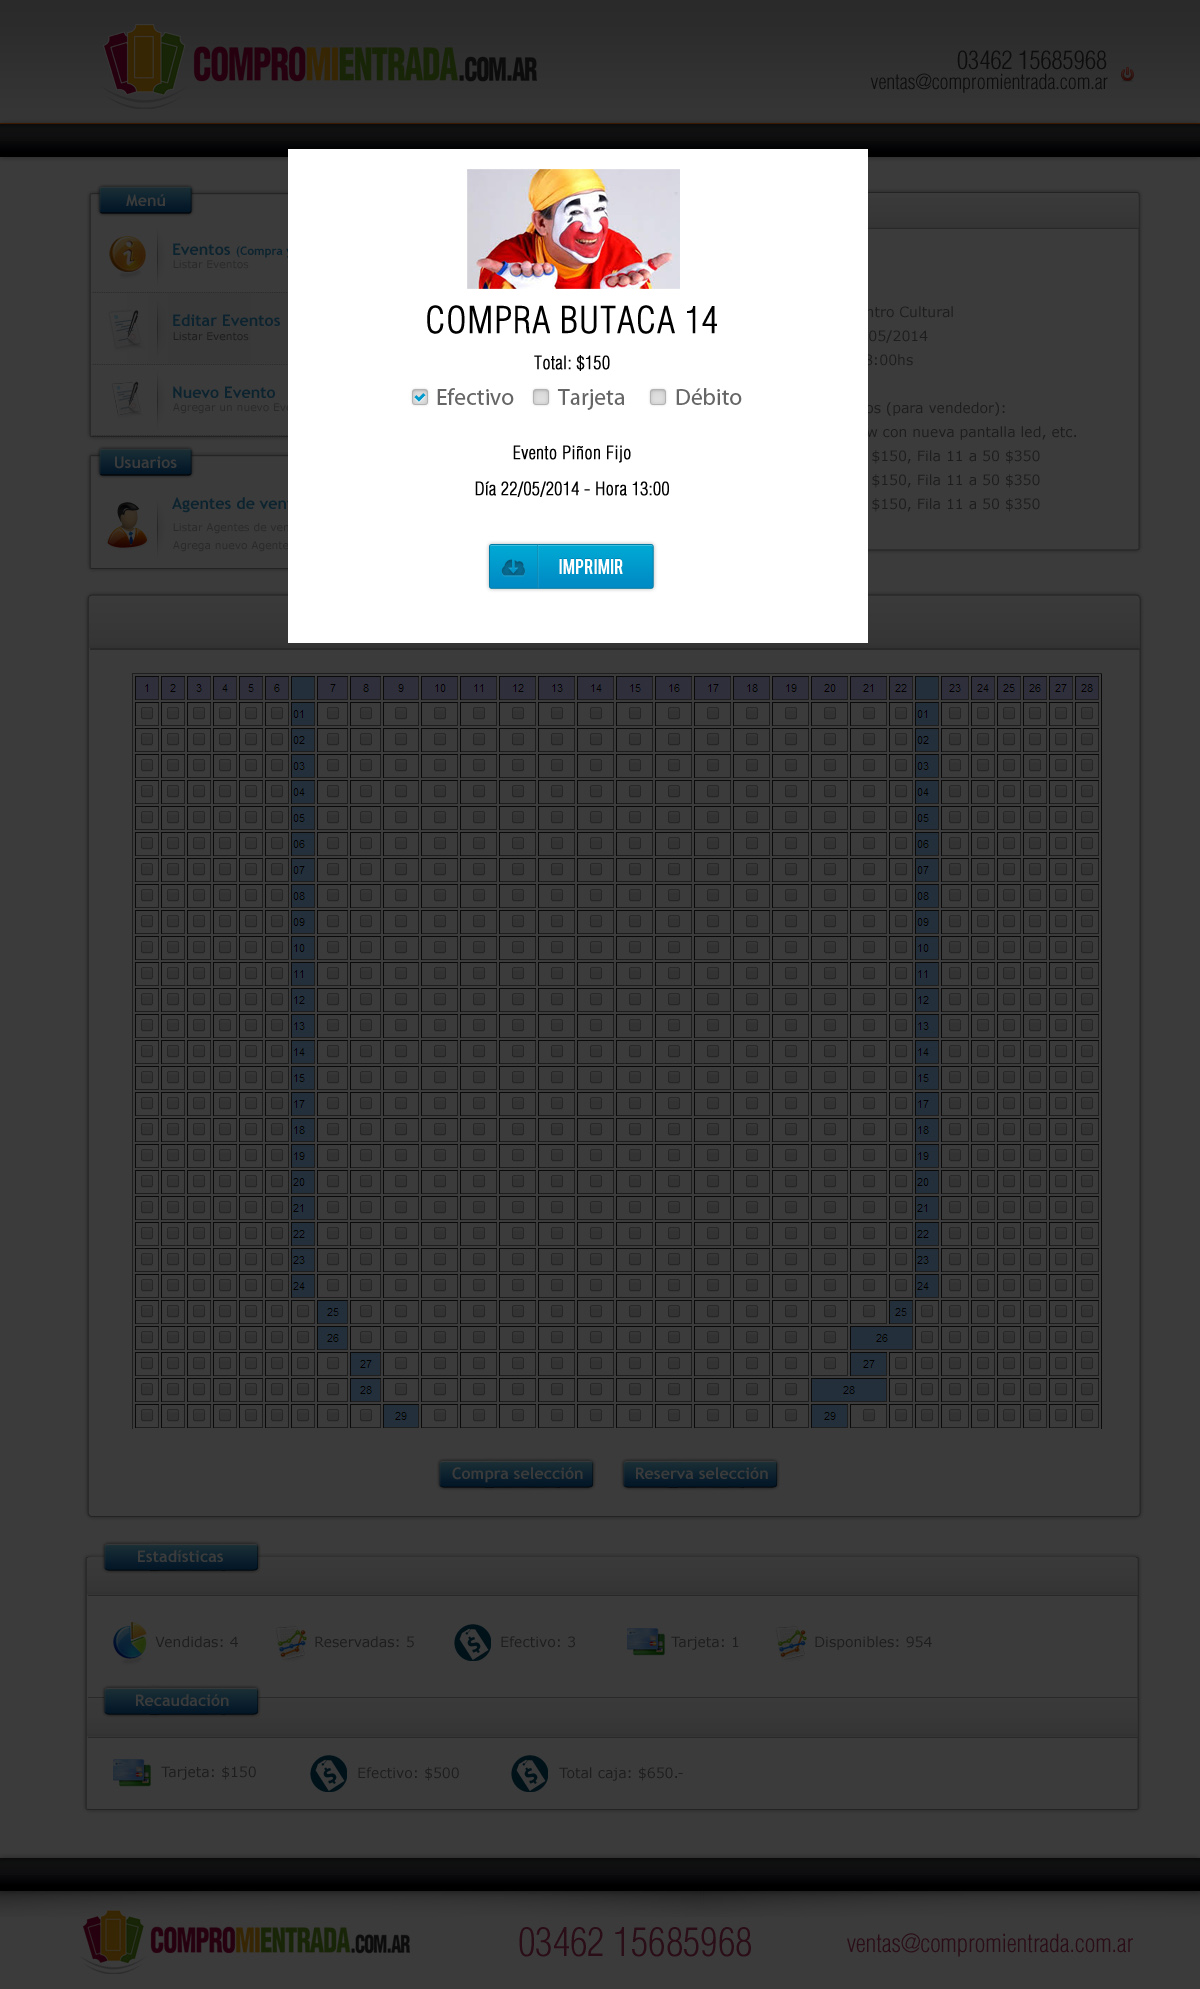 COMPROMIENTRADA.COM.AR
03462 15685968
ventas@compromientrada.com.ar
Menú
Eventos (Compra
Listar Eventos
Editar Eventos
Listar Eventos
Nuevo Evento
Agregar un nuevo
Usuarios
Agentes de
Listar Agentes de
Agrega nuevo Agente
COMPRA BUTACA 14
Total: $150
Efectivo Tarjeta Débito
Evento Piñon Fijo
Día 22/05/2014 - Hora 13:00
IMPRIMIR
Cultural
05/2014
:00hs
(para vendedor):
con nueva pantalla led, etc.
$150, Fila 11 a 50 $350
$150, Fila 11 a 50 $350
$150, Fila 11 a 50 $350
1 2 3 4 5 6 7 8 9 10 11 12 13 14 15 16 17 18 19 20 21 22 23 24 25 26 27 28
01 01
02 02
03 03
04 04
05 05
06 06
07 07
08 08
09 09
10 10
11 11
12 12
13 13
14 14
15 15
17 17
18 18
19 19
20 20
21 21
22 22
23 23
24 24
25 25
26 26
27 27
28 28
29 29
Compra selección Reserva selección
Estadísticas
Vendidas: 4 Reservadas: 5 Efectivo: 3 Tarjeta: 1 Disponibles: 954
Recaudación
Tarjeta: $150 Efectivo: $500 Total caja: $650.-
COMPROMIENTRADA.COM.AR 03462 15685968 ventas@compromientrada.com.ar